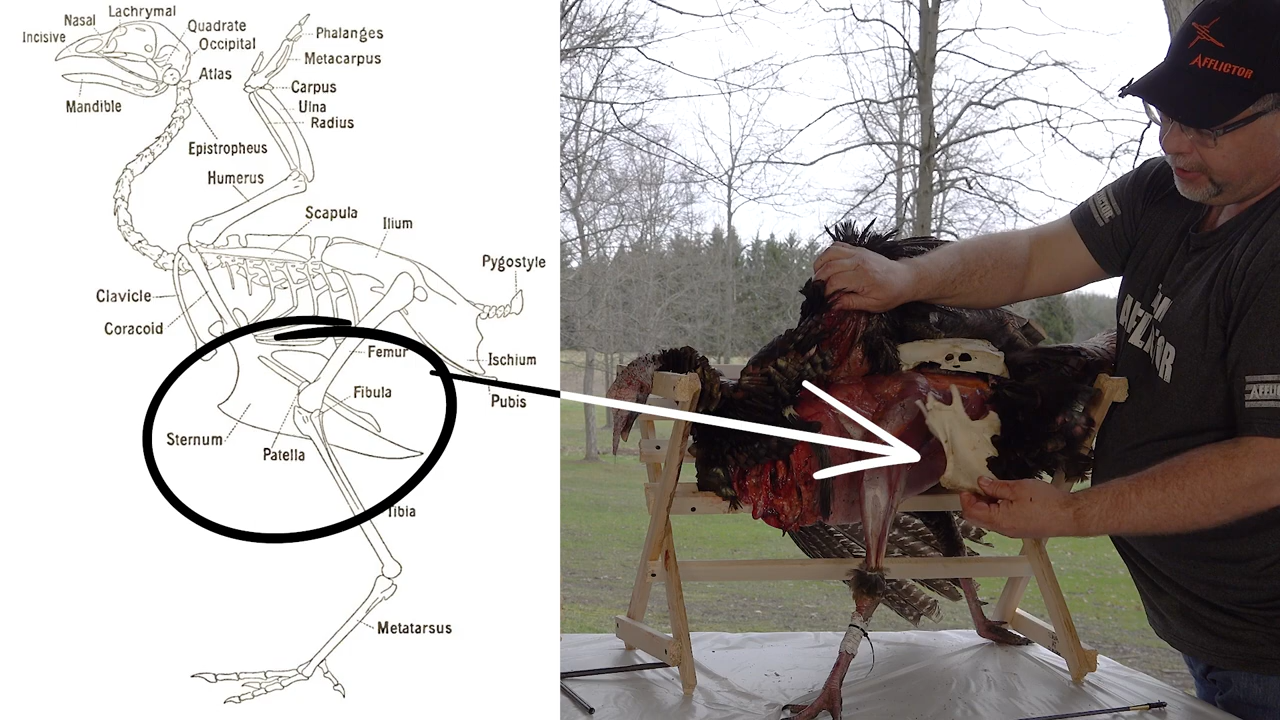 Lachrymal
Nasal
Incisive
Quadrate
Occipital
Atlas
Mandible
Phalanges
Metacarpus
Carpus
Ulna
Radius
Epistropheus
Humerus
Scapula
Ilium
Pygostyle
Clavicle
Coracoid
Femur
Ischium
Fibula
Pubis
Sternum
Patella
Tibia
Metatarsus
AFFLICTOR